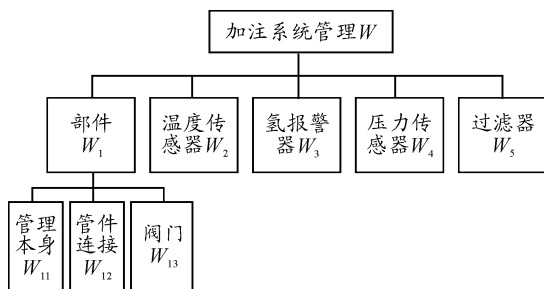 加注系统管理W
部件
W₁
温度传
感器W₂
氢报警
器W₃
压力传
感器W₄
过滤器
W₅
管理
本身
W₁₁
管件
连接
W₁₂
阀门
W₁₃